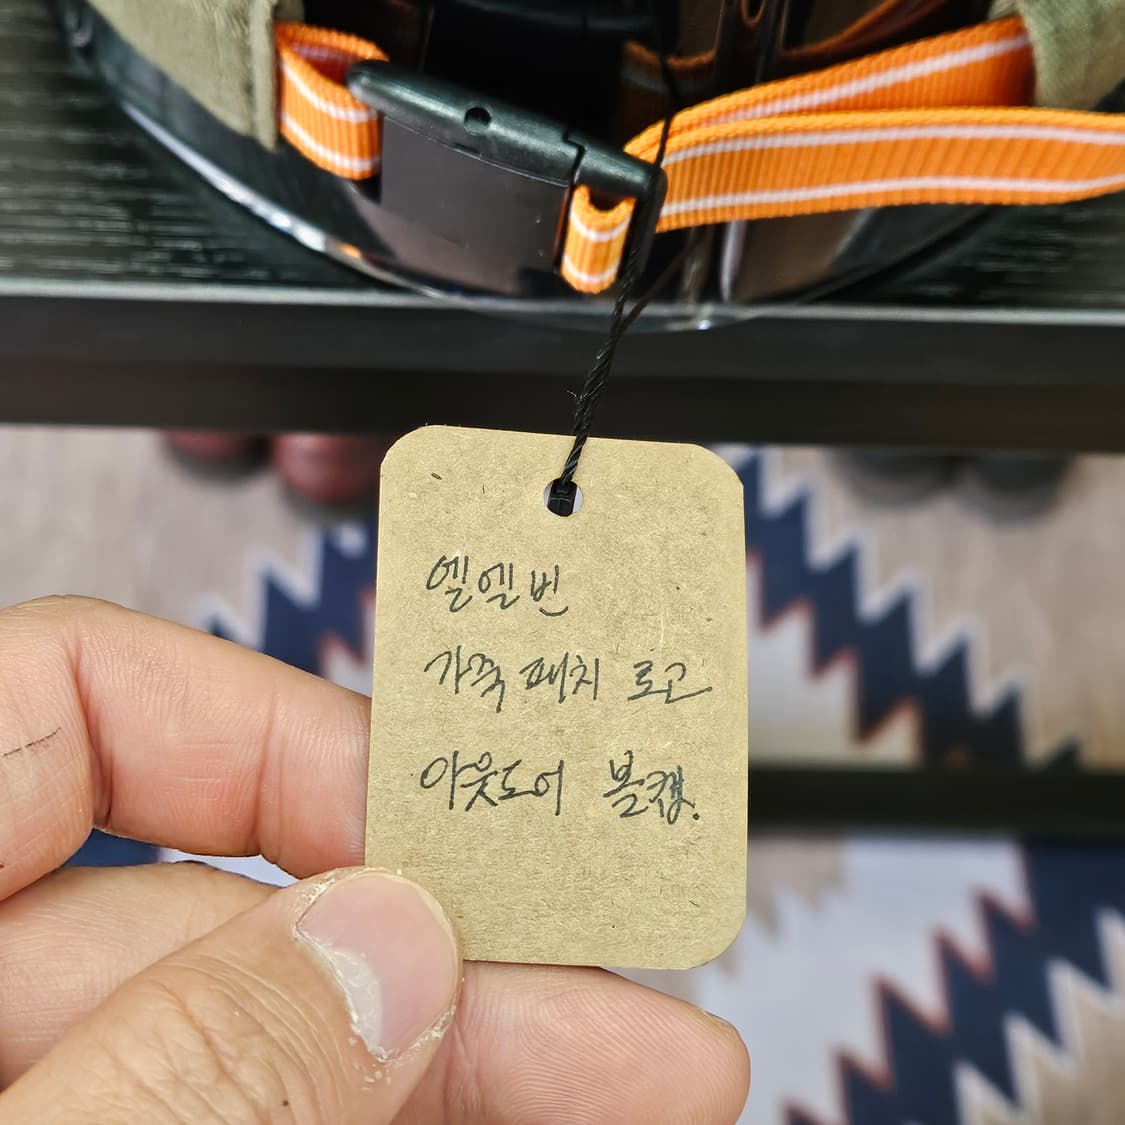 엘엘빈
가죽 패치 로고
아웃도어 볼캡.